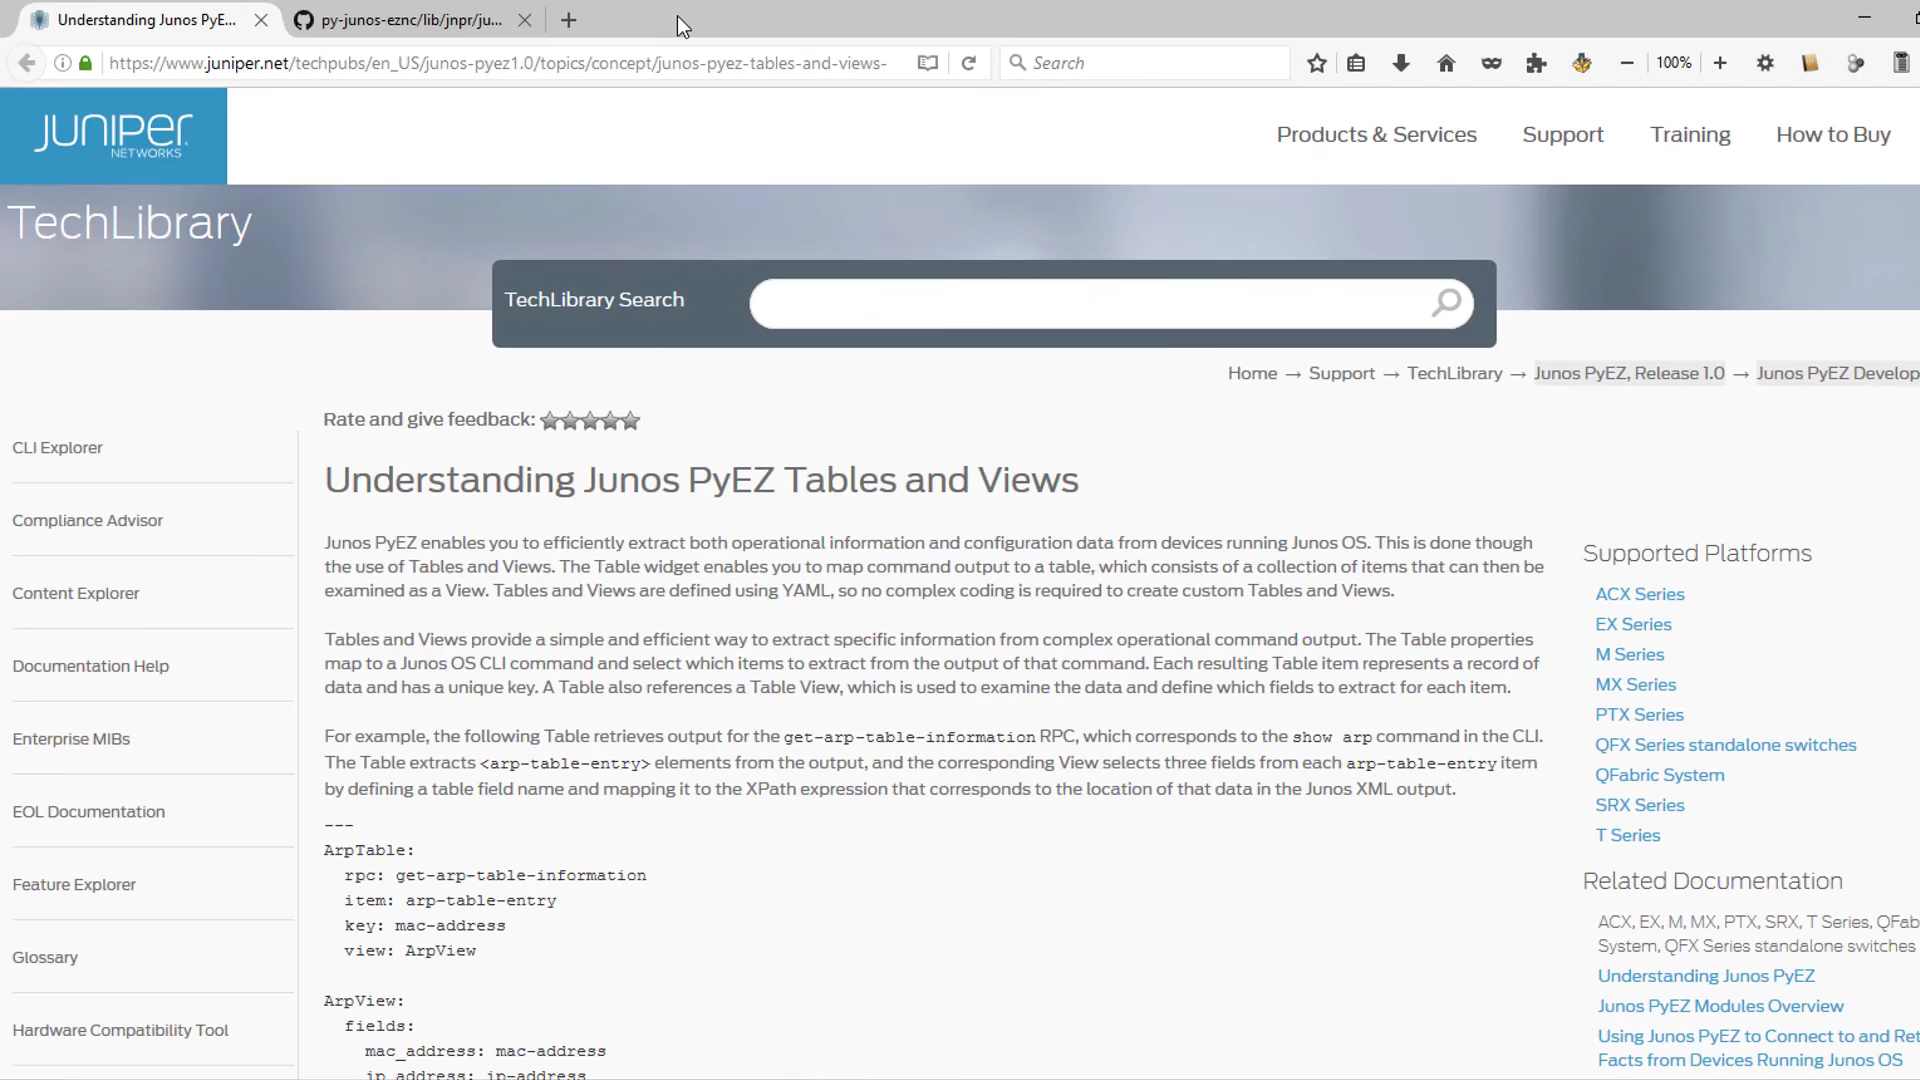 Understanding Junos PyE...
py-junos-eznc/lib/jnpr/ju...
https://www.juniper.net/techpubs/en_US/junos-pyez1.0/topics/concept/junos-pyez-tables-and-views-
Search
100%
JUNIPER
NETWORKS
Products & Services
Support
Training
How to Buy
TechLibrary
TechLibrary Search
Home → Support → TechLibrary → Junos PyEZ, Release 1.0 → Junos PyEZ Develop
Rate and give feedback:
CLI Explorer
Compliance Advisor
Content Explorer
Documentation Help
Enterprise MIBs
EOL Documentation
Feature Explorer
Glossary
Hardware Compatibility Tool
Understanding Junos PyEZ Tables and Views
Junos PyEZ enables you to efficiently extract both operational information and configuration data from devices running Junos OS. This is done though
the use of Tables and Views. The Table widget enables you to map command output to a table, which consists of a collection of items that can then be
examined as a View. Tables and Views are defined using YAML, so no complex coding is required to create custom Tables and Views.
Tables and Views provide a simple and efficient way to extract specific information from complex operational command output. The Table properties
map to a Junos OS CLI command and select which items to extract from the output of that command. Each resulting Table item represents a record of
data and has a unique key. A Table also references a Table View, which is used to examine the data and define which fields to extract for each item.
For example, the following Table retrieves output for the get-arp-table-information RPC, which corresponds to the show arp command in the CLI.
The Table extracts <arp-table-entry> elements from the output, and the corresponding View selects three fields from each arp-table-entry item
by defining a table field name and mapping it to the XPath expression that corresponds to the location of that data in the Junos XML output.
---
ArpTable:
rpc: get-arp-table-information
item: arp-table-entry
key: mac-address
view: ArpView
ArpView:
fields:
mac_address: mac-address
ip_address: ip-address
Supported Platforms
ACX Series
EX Series
M Series
MX Series
PTX Series
QFX Series standalone switches
QFabric System
SRX Series
T Series
Related Documentation
ACX, EX, M, MX, PTX, SRX, T Series, QFab
System, QFX Series standalone switches
Understanding Junos PyEZ
Junos PyEZ Modules Overview
Using Junos PyEZ to Connect to and Ret
Facts from Devices Running Junos OS